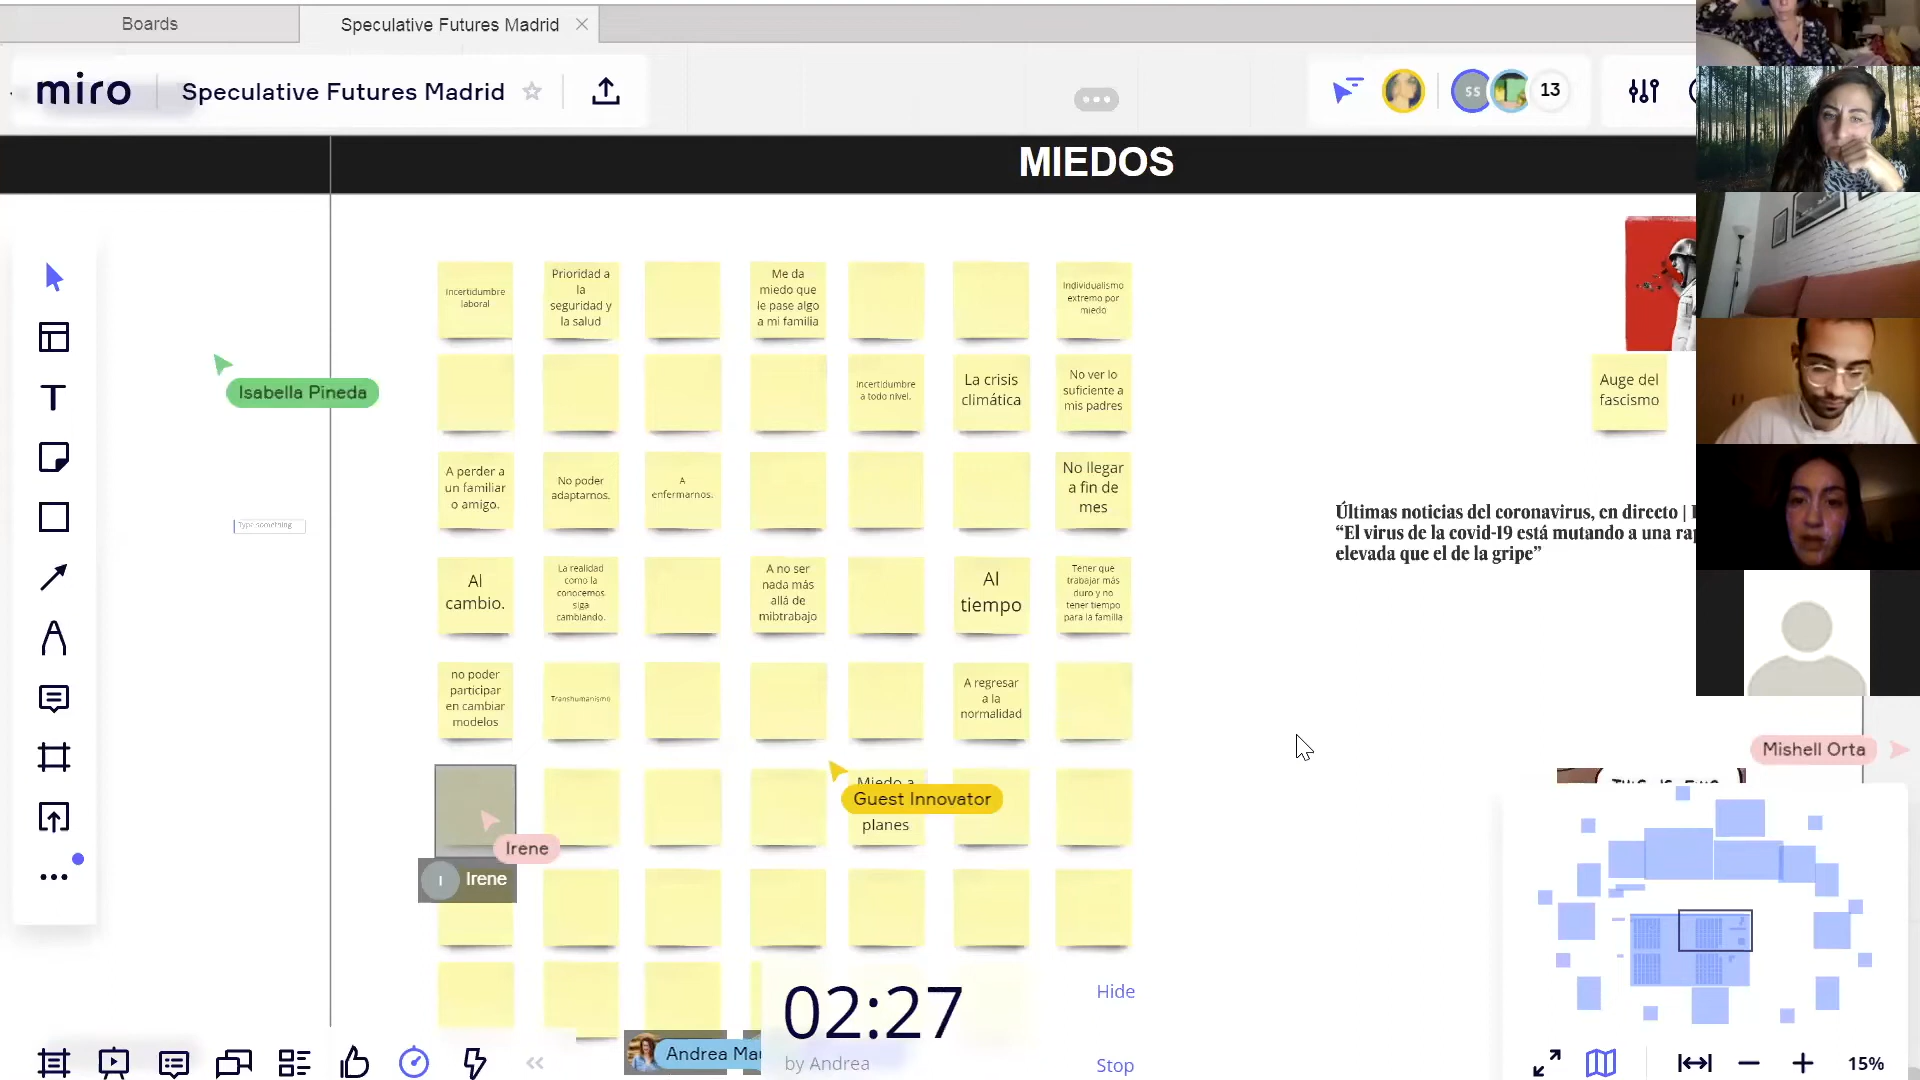 Boards
Speculative Futures Madrid
miro
Speculative Futures Madrid
SS
13
MIEDOS
Incertidumbre
laboral
Prioridad a
la
seguridad y
la salud
Me da
miedo que
le pase algo
a mi familia
Individualismo
extremo por
miedo
Isabella Pineda
Incertidumbre
a todo nivel.
La crisis
climática
No ver lo
suficiente a
mis padres
Auge del
fascismo
A perder a
un familiar
o amigo.
No poder
adaptarnos.
A
enfermarnos.
No llegar
a fin de
mes
Type something
Últimas noticias del coronavirus, en directo |
“El virus de la covid-19 está mutando a una
elevada que el de la gripe”
Al
cambio.
La realidad
como la
conocemos
siga
cambiando.
A no ser
nada más
allá de
mibtrabajo
Al
tiempo
Tener que
trabajar más
duro y no
tener tiempo
para la familia
no poder
participar
en cambiar
modelos
Transhumanismo
A regresar
a la
normalidad
Mishell Orta
Miedo a
Guest Innovator
planes
Irene
I Irene
02:27
by Andrea
Hide
Stop
Andrea
15%